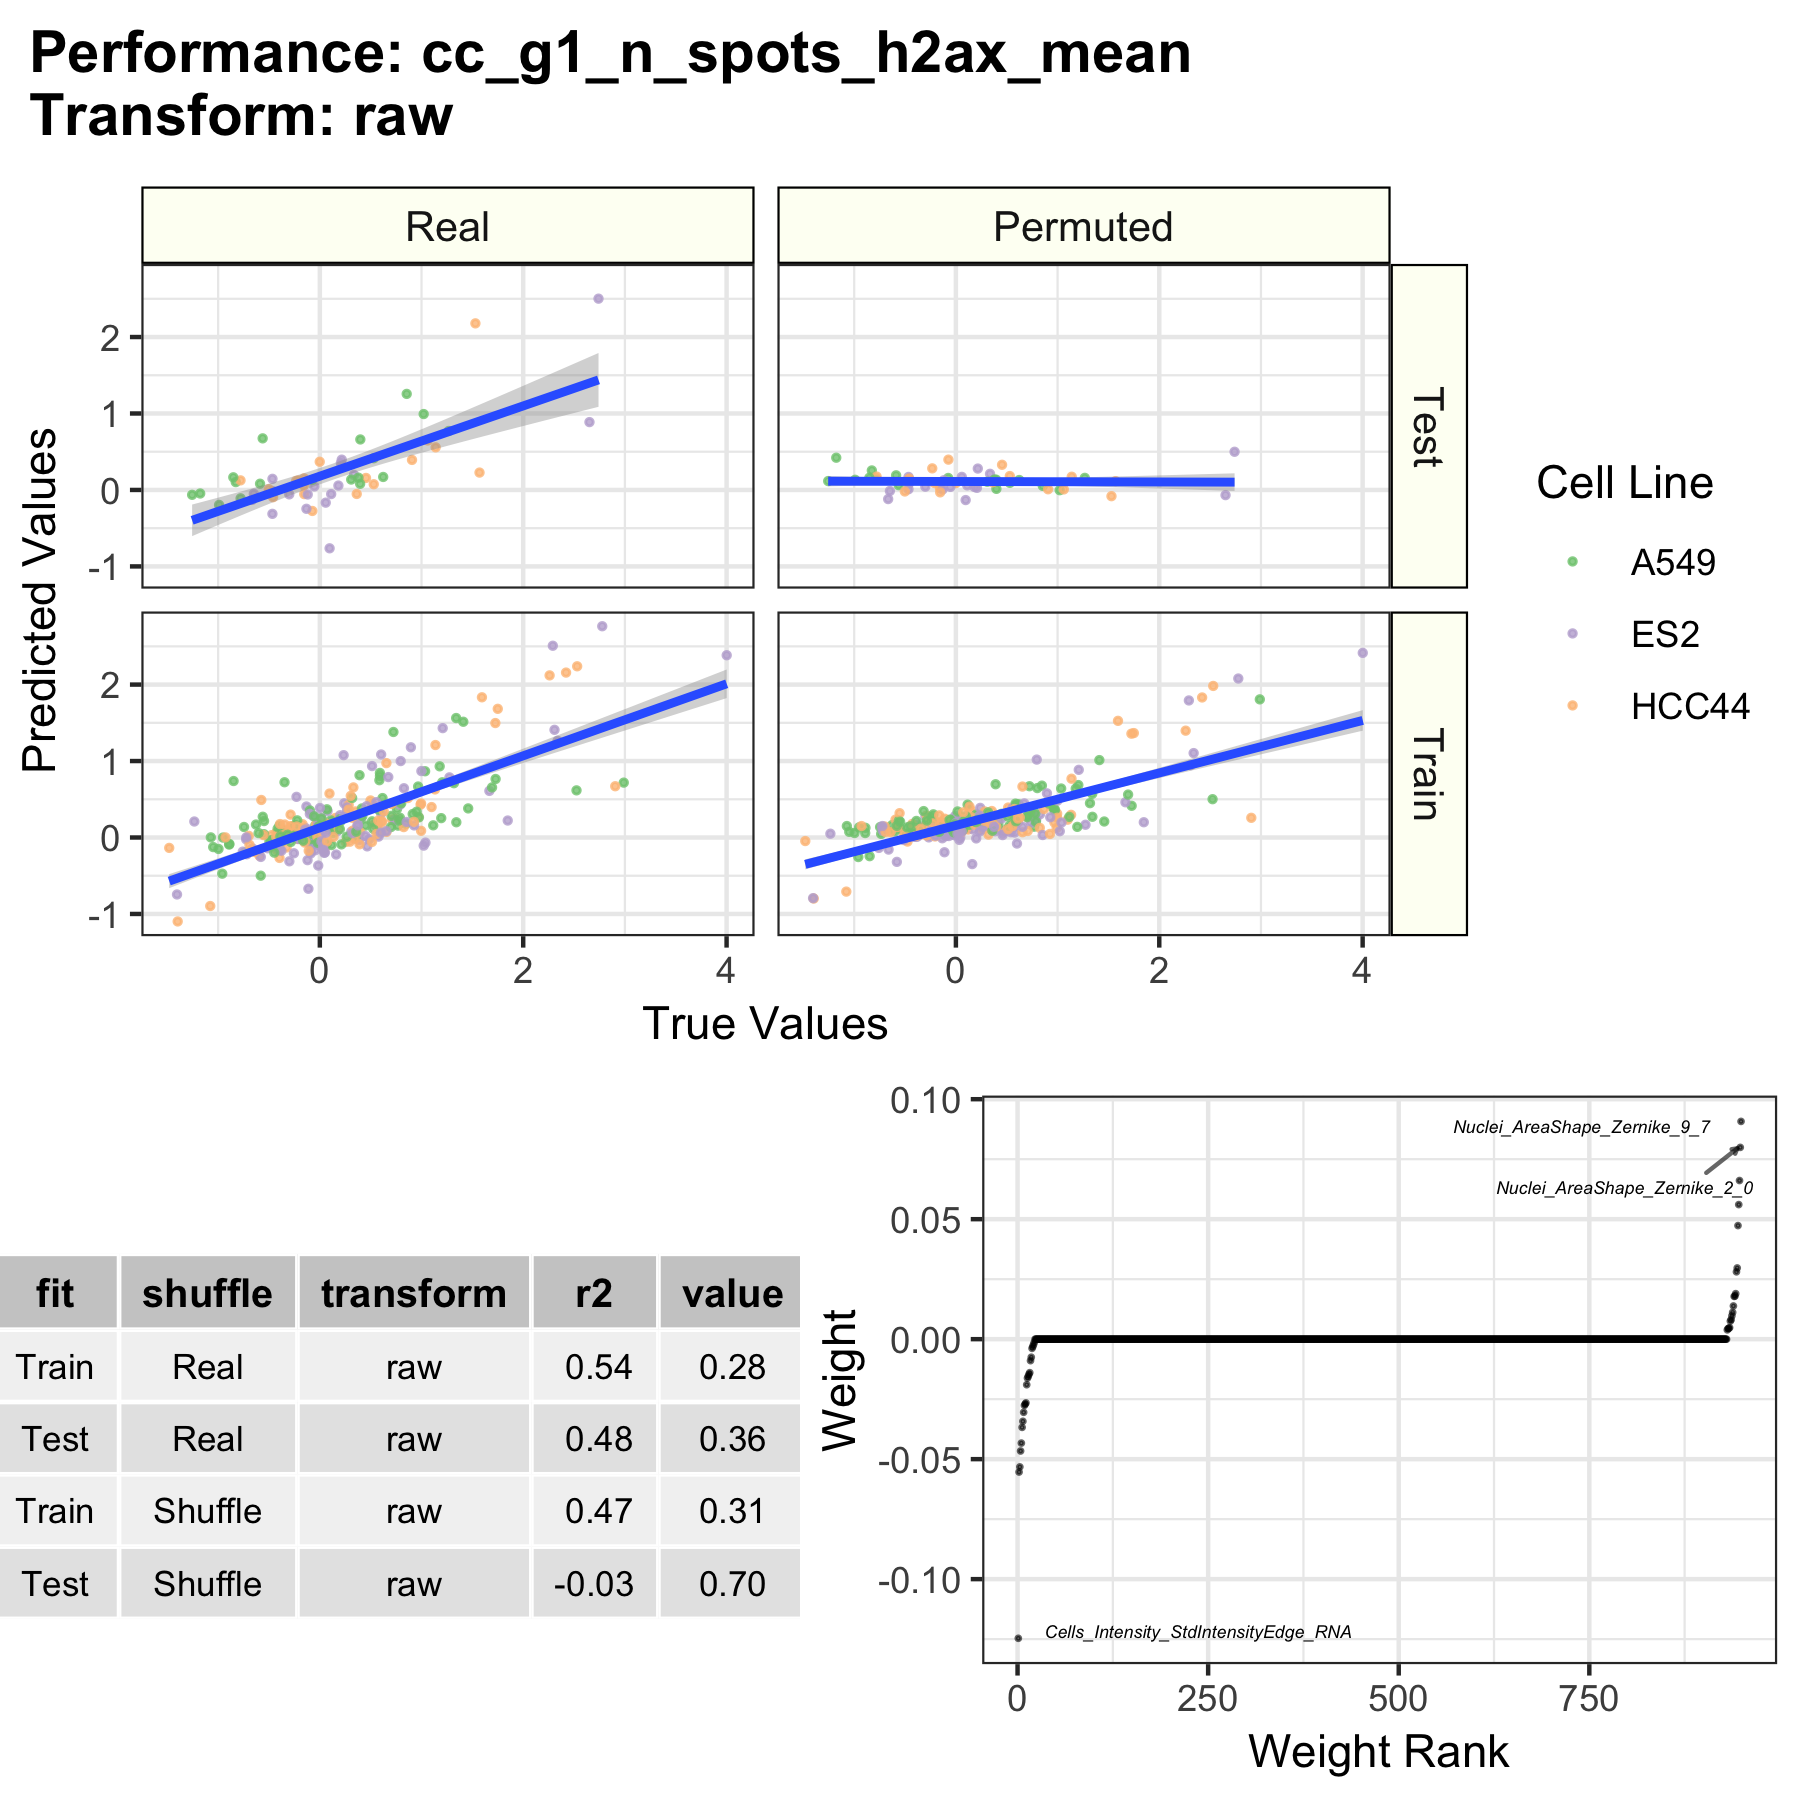 Performance: cc_g1_n_spots_h2ax_mean
Transform: raw
Real
Permuted
Predicted Values
2
1
0
-1
Test
2
1
0
-1
Train
0
2
4
0
2
4
True Values
Cell Line
A549
ES2
HCC44
fit shuffle transform r2 value
Train Real raw 0.54 0.28
Test Real raw 0.48 0.36
Train Shuffle raw 0.47 0.31
Test Shuffle raw -0.03 0.70
Weight
0.10
0.05
0.00
-0.05
-0.10
Nuclei_AreaShape_Zernike_9_7
Nuclei_AreaShape_Zernike_2_0
Cells_Intensity_StdIntensityEdge_RNA
0
250
500
750
Weight Rank